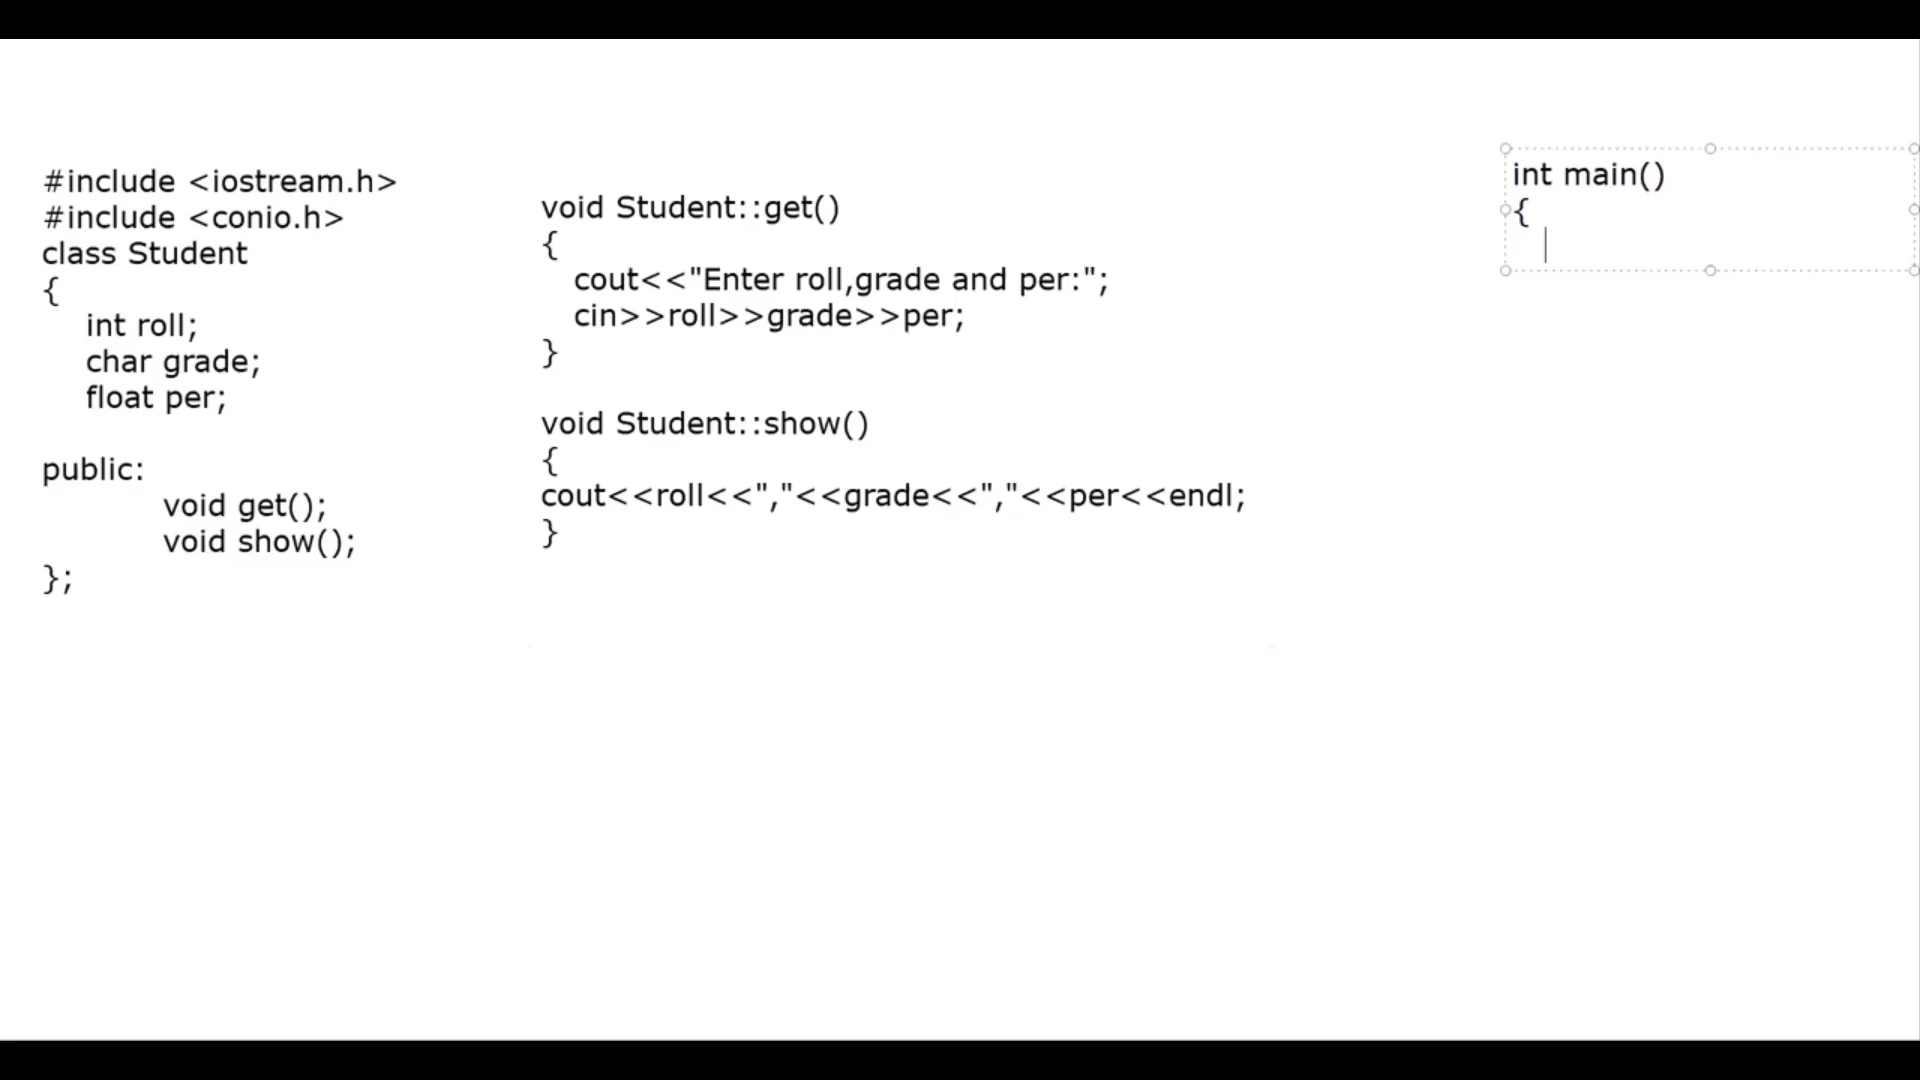 #include <iostream.h>
#include <conio.h>
class Student
{
int roll;
char grade;
float per;
public:
void get();
void show();
};
void Student::get()
{
cout<<"Enter roll,grade and per:";
cin>>roll>>grade>>per;
}
void Student::show()
{
cout<<roll<<","<<grade<<","<<per<<endl;
}
int main()
{